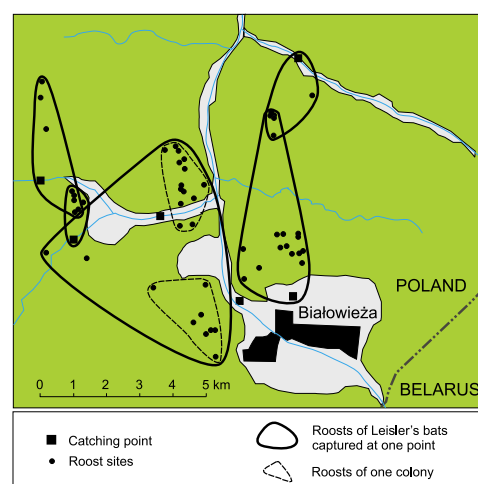 POLAND
Białowieża
BELARUS
0 1 2 3 4 5 km
Catching point
Roost sites
Roosts of Leisler's bats
captured at one point
Roosts of one colony